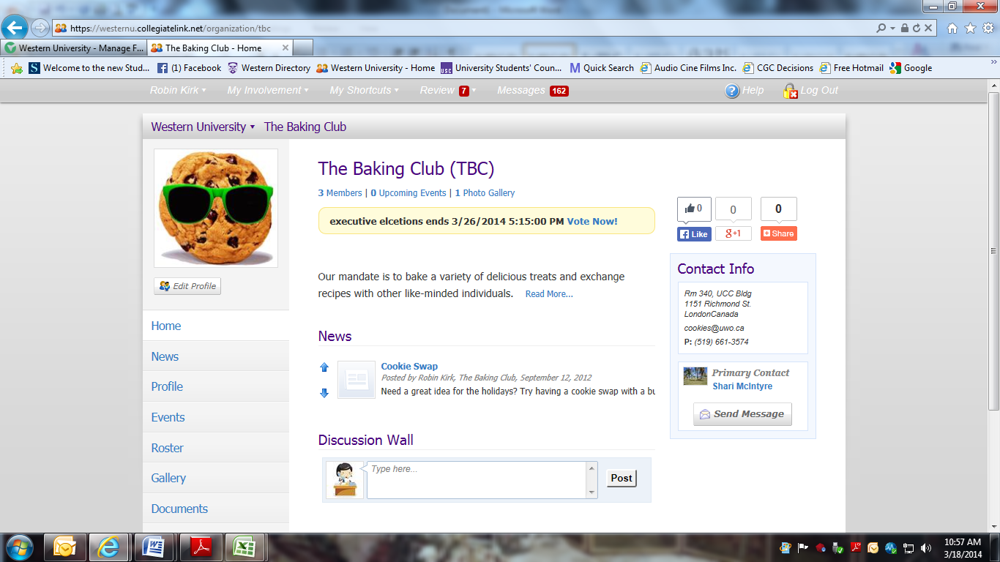 https://westernu.collegiatelink.net/organization/tbc
Western University - Manage F...
The Baking Club - Home
Welcome to the new Stud...
(1) Facebook
Western Directory
Western University - Home
University Students' Coun...
Quick Search
Audio Cine Films Inc.
CGC Decisions
Free Hotmail
Google
Robin Kirk
My Involvement
My Shortcuts
Review 7
Messages 162
Help
Log Out
Western University
The Baking Club
Edit Profile
Home
News
Profile
Events
Roster
Gallery
Documents
The Baking Club (TBC)
3 Members | 0 Upcoming Events | 1 Photo Gallery
executive elcetions ends 3/26/2014 5:15:00 PM Vote Now!
Our mandate is to bake a variety of delicious treats and exchange
recipes with other like-minded individuals. Read More...
News
Cookie Swap
Posted by Robin Kirk, The Baking Club, September 12, 2012
Need a great idea for the holidays? Try having a cookie swap with a bu
Discussion Wall
Type here...
Post
0
0
0
Like
g+1
Share
Contact Info
Rm 340, UCC Bldg
1151 Richmond St.
LondonCanada
cookies@uwo.ca
P: (519) 661-3574
Primary Contact
Shari McIntyre
Send Message
10:57 AM
3/18/2014